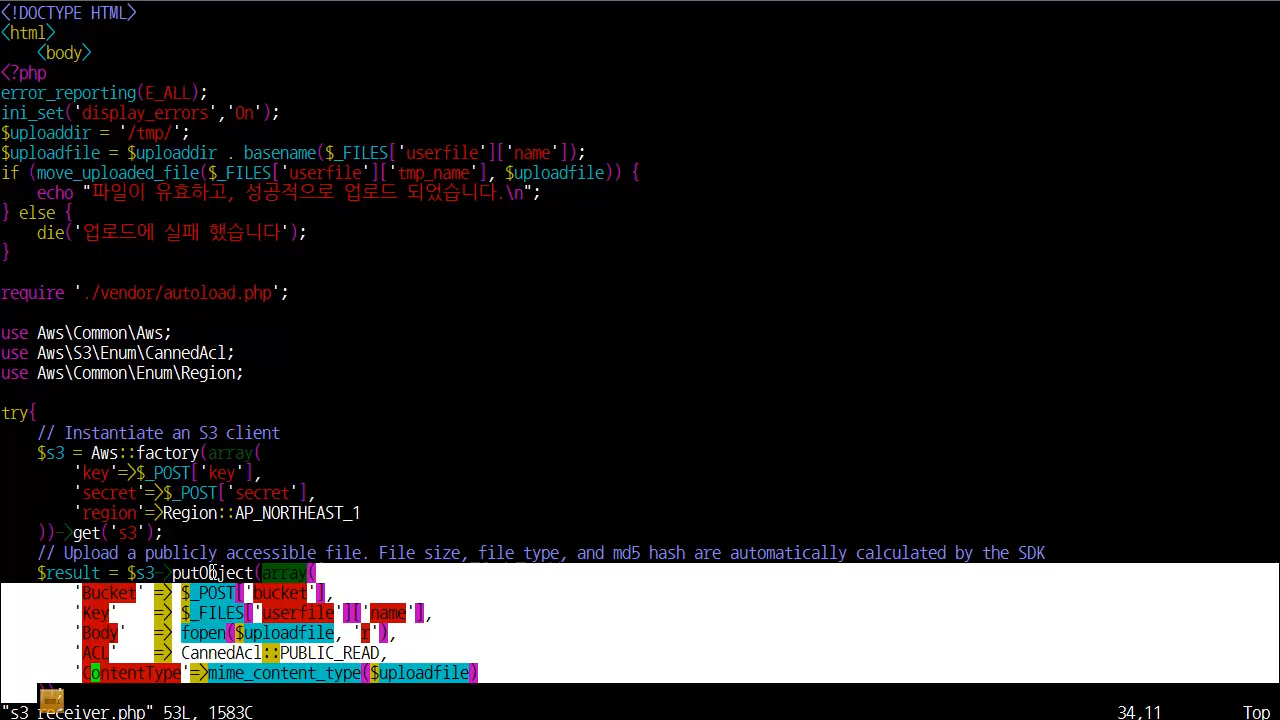 <!DOCTYPE HTML>
<html>
    <body>
<?php
error_reporting(E_ALL);
ini_set('display_errors','On');
$uploaddir = '/tmp/';
$uploadfile = $uploaddir . basename($_FILES['userfile']['name']);
if (move_uploaded_file($_FILES['userfile']['tmp_name'], $uploadfile)) {
    echo "파일이 유효하고, 성공적으로 업로드 되었습니다.\n";
} else {
    die('업로드에 실패 했습니다');
}
require './vendor/autoload.php';
use Aws\Common\Aws;
use Aws\S3\Enum\CannedAcl;
use Aws\Common\Enum\Region;
try{
    // Instantiate an S3 client
    $s3 = Aws::factory(array(
        'key'=>$_POST['key'],
        'secret'=>$_POST['secret'],
        'region'=>Region::AP_NORTHEAST_1
    ))->get('s3');
    // Upload a publicly accessible file. File size, file type, and md5 hash are automatically calculated by the SDK
    $result = $s3->putObject(array(
        'Bucket' => $_POST['bucket'],
        'Key'    => $_FILES['userfile']['name'],
        'Body'   => fopen($uploadfile, 'r'),
        'ACL'    => CannedAcl::PUBLIC_READ,
        'ContentType'=>mime_content_type($uploadfile)
    ));
"s3_receiver.php" 53L, 1583C 34,11 Top